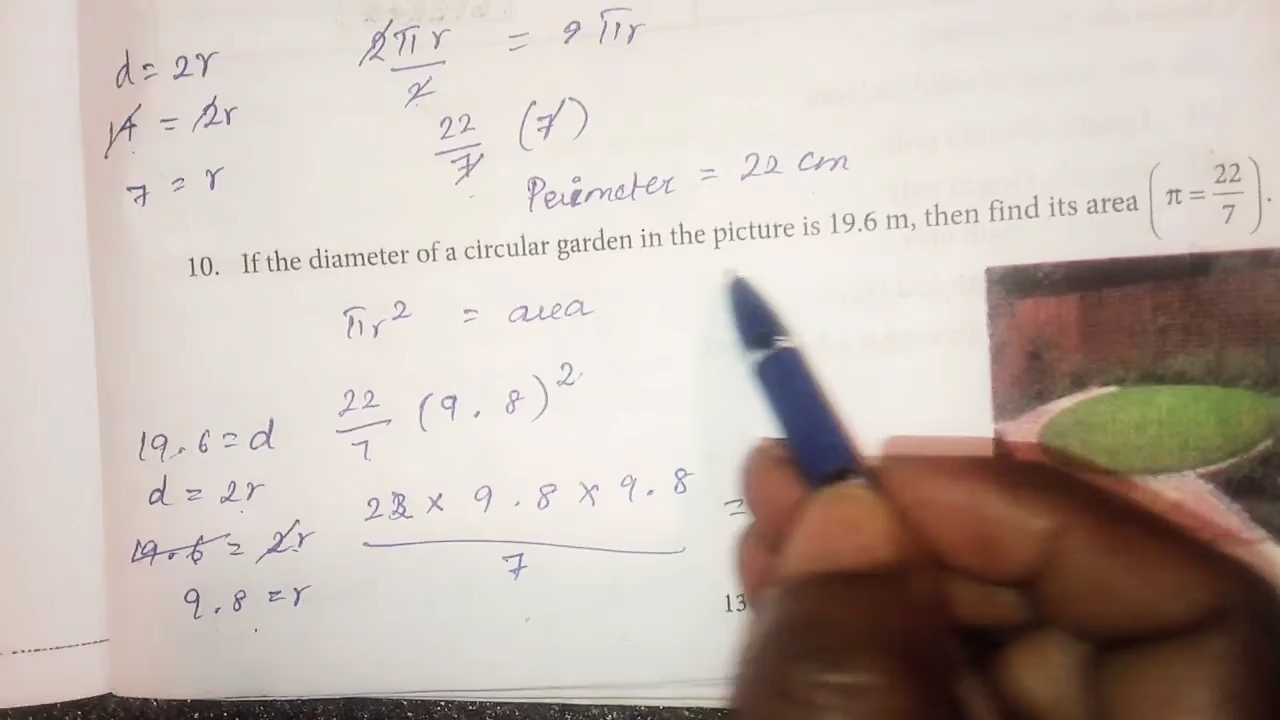 d = 2r
2πr / 2 = πr
14 = 2r
22/7 (7)
7 = r
Perimeter = 22 cm
10. If the diameter of a circular garden in the picture is 19.6 m, then find its area (π = 22/7).
πr² = area
22/7 (9.8)²
19.6 = d
d = 2r
22 × 9.8 × 9.8 / 7 =
19.6 = 2r
9.8 = r
13